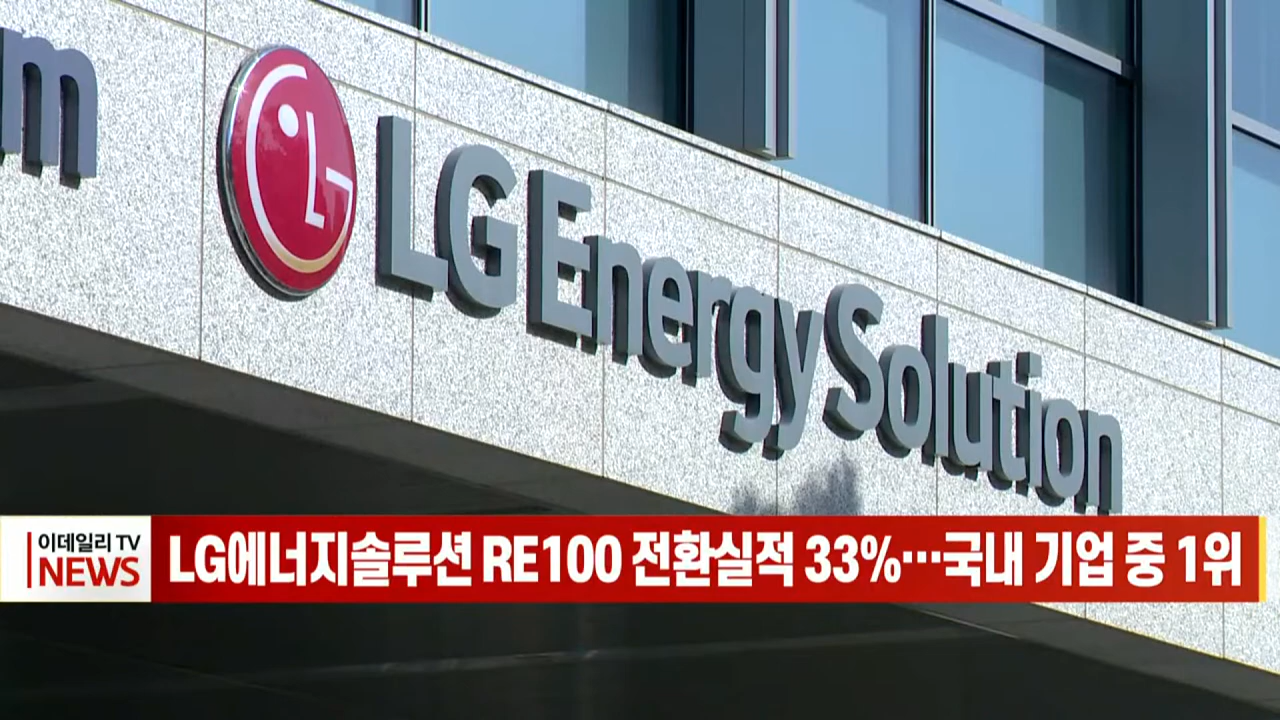 m
LG Energy Solution
이데일리 TV
NEWS
LG에너지솔루션 RE100 전환실적 33%…국내 기업 중 1위